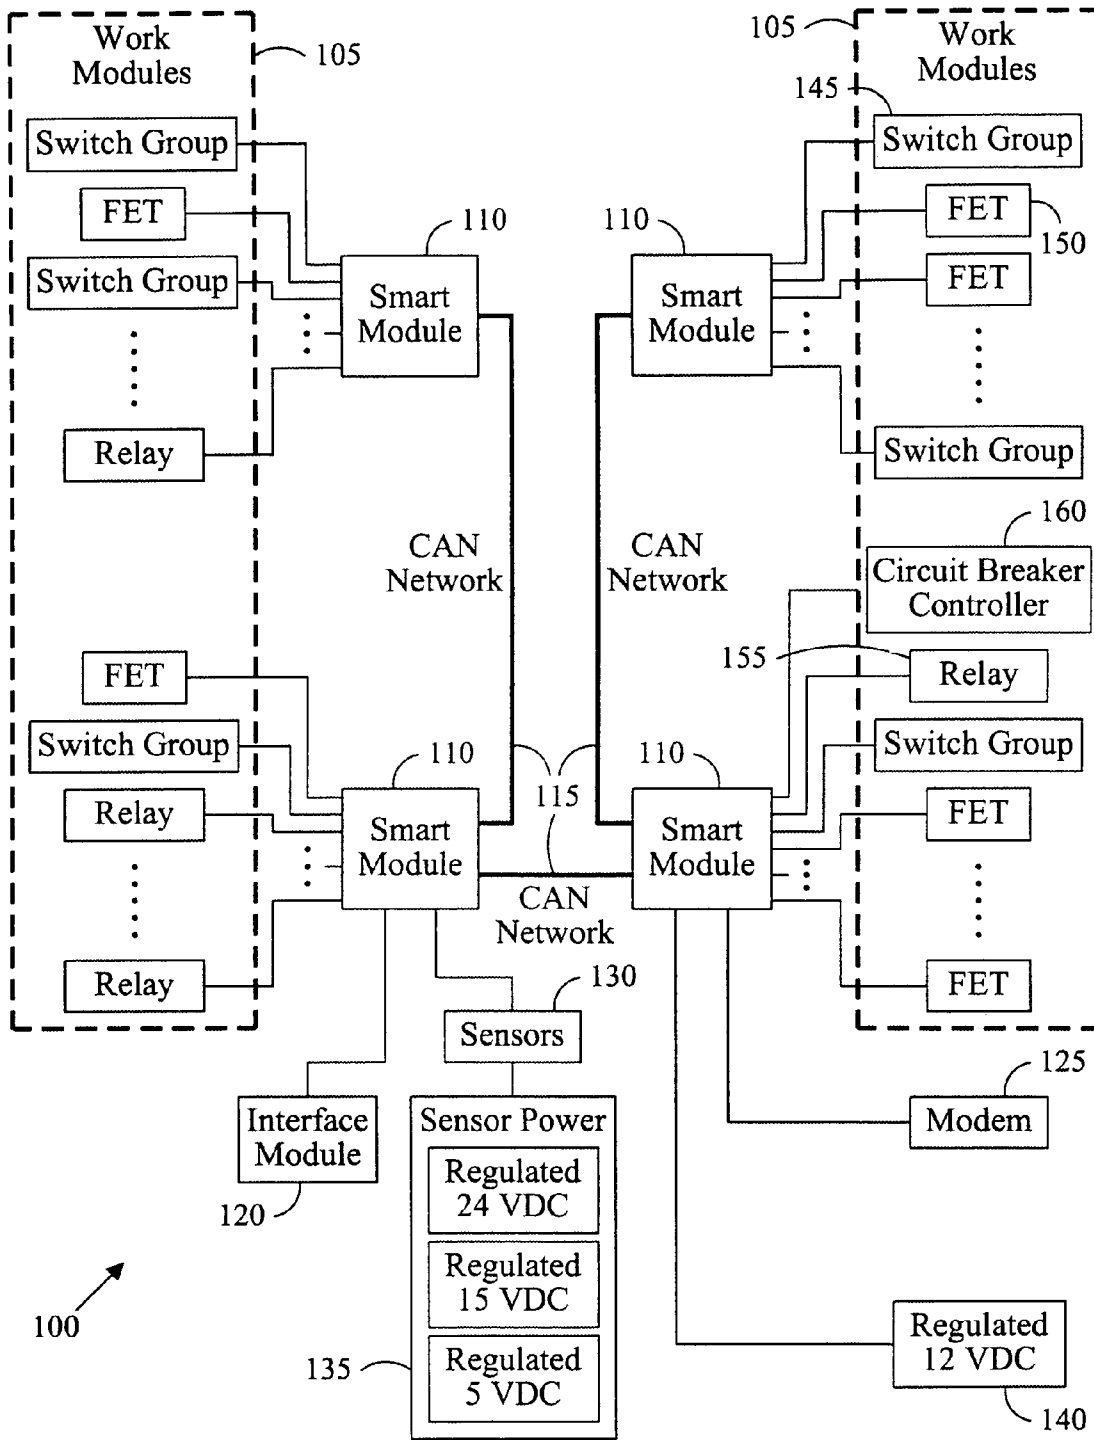 Work
Modules
105
Switch Group
FET
Switch Group
Relay
FET
Switch Group
Relay
Relay
110
Smart
Module
CAN
Network
110
Smart
Module
115
CAN
Network
110
Smart
Module
CAN
Network
110
Smart
Module
105
Work
Modules
145
Switch Group
FET
150
FET
Switch Group
160
Circuit Breaker
Controller
155
Relay
Switch Group
FET
FET
130
Sensors
Interface
Module
120
Sensor Power
Regulated
24 VDC
Regulated
15 VDC
Regulated
5 VDC
135
125
Modem
Regulated
12 VDC
140
100